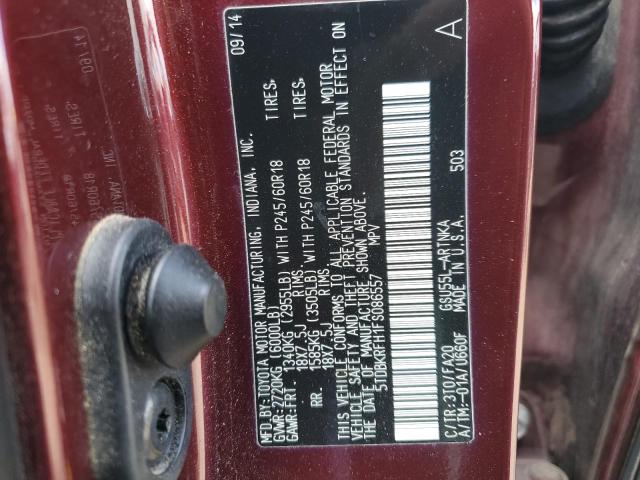 MFD.BY:TOYOTA MOTOR MANUFACTURING, INDIANA, INC. 09/14
GVWR:2720KG (6000LB)
GAWR:FRT 1340KG (2955LB) WITH P245/60R18 TIRES,
18X7.5J RIMS
RR. 1585KG (3505LB) WITH P245/60R18 TIRES,
18X7.5J RIMS
THIS VEHICLE CONFORMS TO ALL APPLICABLE FEDERAL MOTOR
VEHICLE SAFETY AND THEFT PREVENTION STANDARDS IN EFFECT ON
THE DATE OF MANUFACTURE SHOWN ABOVE.
MPV
C/TR:3T0/FA20 GSU55L-ARTNKA
A/TM:-01A/U660F MADE IN U.S.A. 503
A